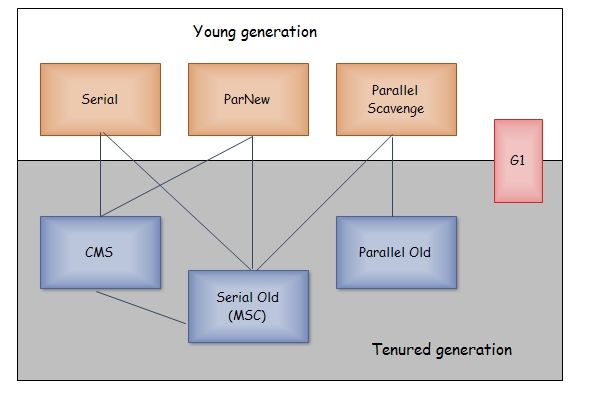 Young generation
Serial
ParNew
Parallel
Scavenge
G1
CMS
Parallel Old
Serial Old
(MSC)
Tenured generation